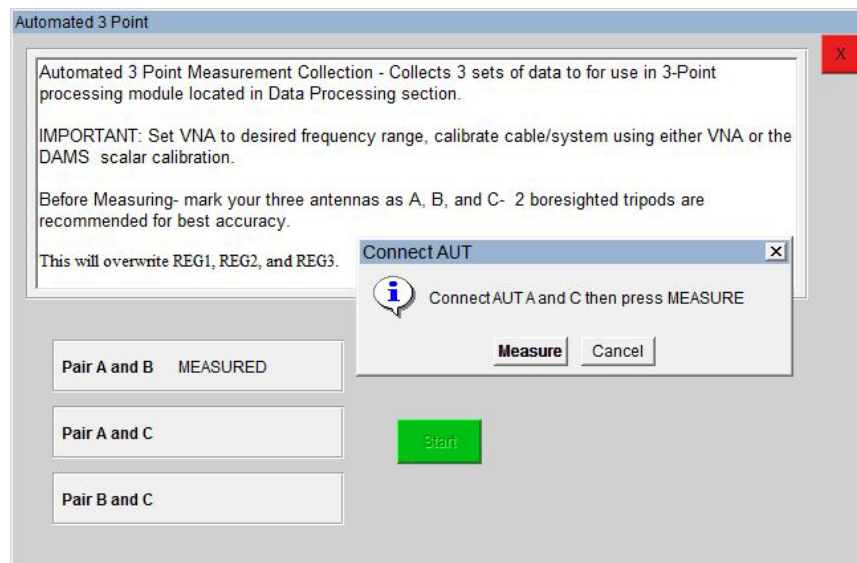 Automated 3 Point
X
Automated 3 Point Measurement Collection - Collects 3 sets of data to for use in 3-Point
processing module located in Data Processing section.
IMPORTANT: Set VNA to desired frequency range, calibrate cable/system using either VNA or the
DAMS scalar calibration.
Before Measuring- mark your three antennas as A, B, and C- 2 boresighted tripods are
recommended for best accuracy.
This will overwrite REG1, REG2, and REG3.
Connect AUT
Connect AUT A and C then press MEASURE
Measure Cancel
Pair A and B MEASURED
Pair A and C
Start
Pair B and C